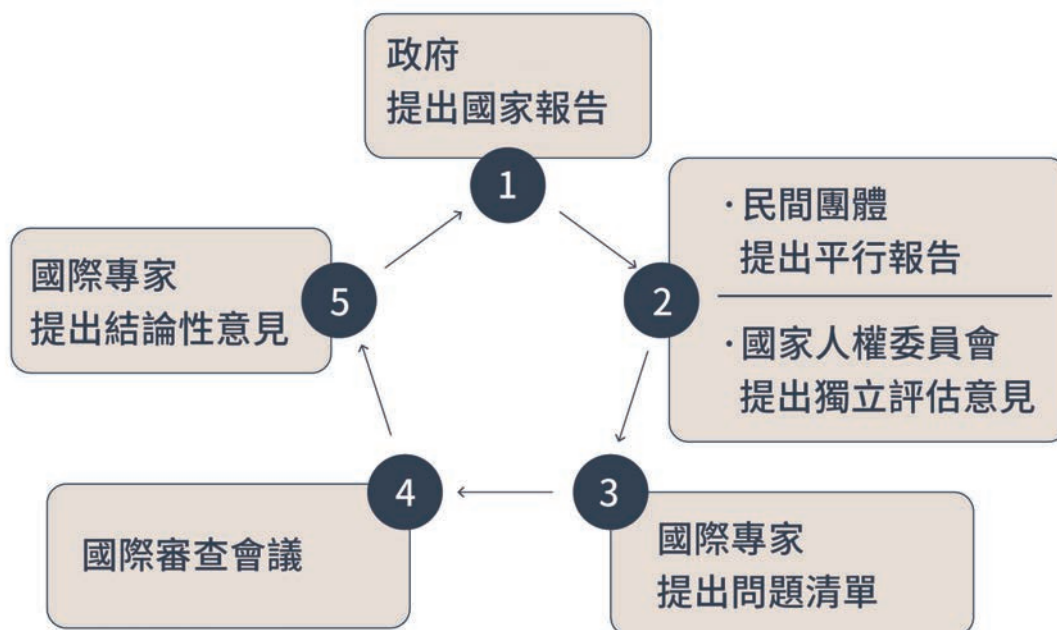 政府
提出國家報告
1
·民間團體
提出平行報告
2
·國家人權委員會
提出獨立評估意見
3
國際專家
提出問題清單
4
國際審查會議
5
國際專家
提出結論性意見